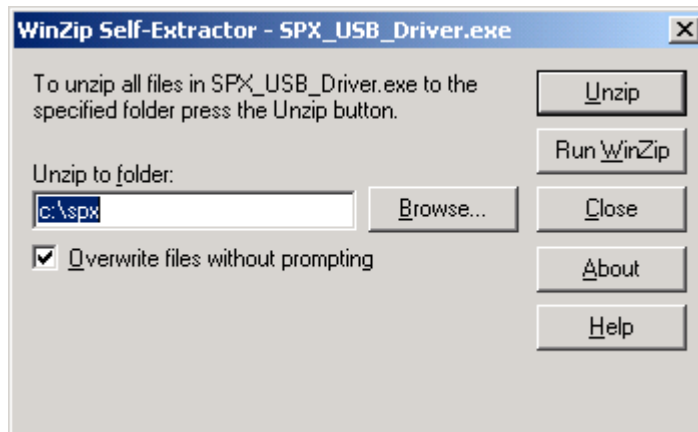 WinZip Self-Extractor - SPX_USB_Driver.exe
To unzip all files in SPX_USB_Driver.exe to the
specified folder press the Unzip button.
Unzip to folder:
c:\spx
Browse...
Overwrite files without prompting
Unzip
Run WinZip
Close
About
Help